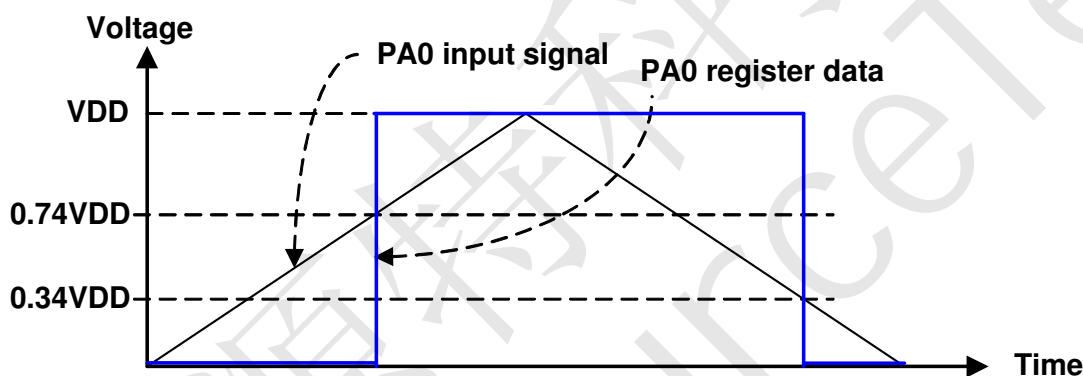 Voltage
PA0 input signal
PA0 register data
VDD
0.74VDD
0.34VDD
Time